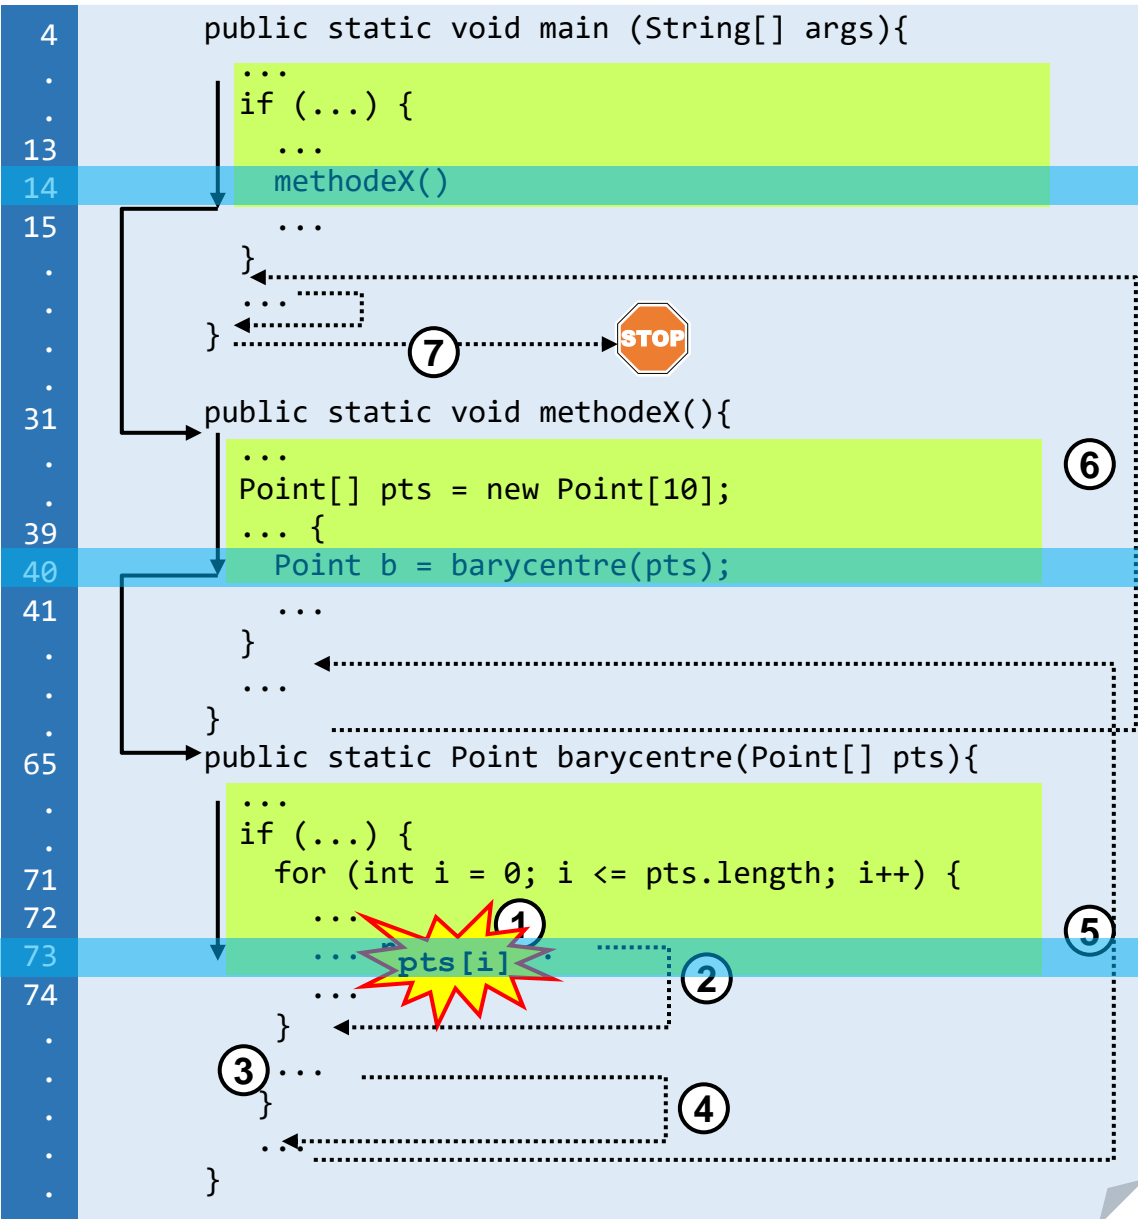 4 public static void main (String[] args){
. ...
. if (...) {
13 ...
14 methodeX()
15 ...
. }
. ...
. } 7 STOP
.
31 public static void methodeX(){
. ... 6
. Point[] pts = new Point[10];
39 ... {
40 Point b = barycentre(pts);
41 ...
. }
. ...
. }
65 public static Point barycentre(Point[] pts){
. ...
. if (...) {
71 for (int i = 0; i <= pts.length; i++) {
72 ... 1 5
73 ... pts[i] .
74 ... 2
. }
. 3 ...
. } 4
. ...
. }